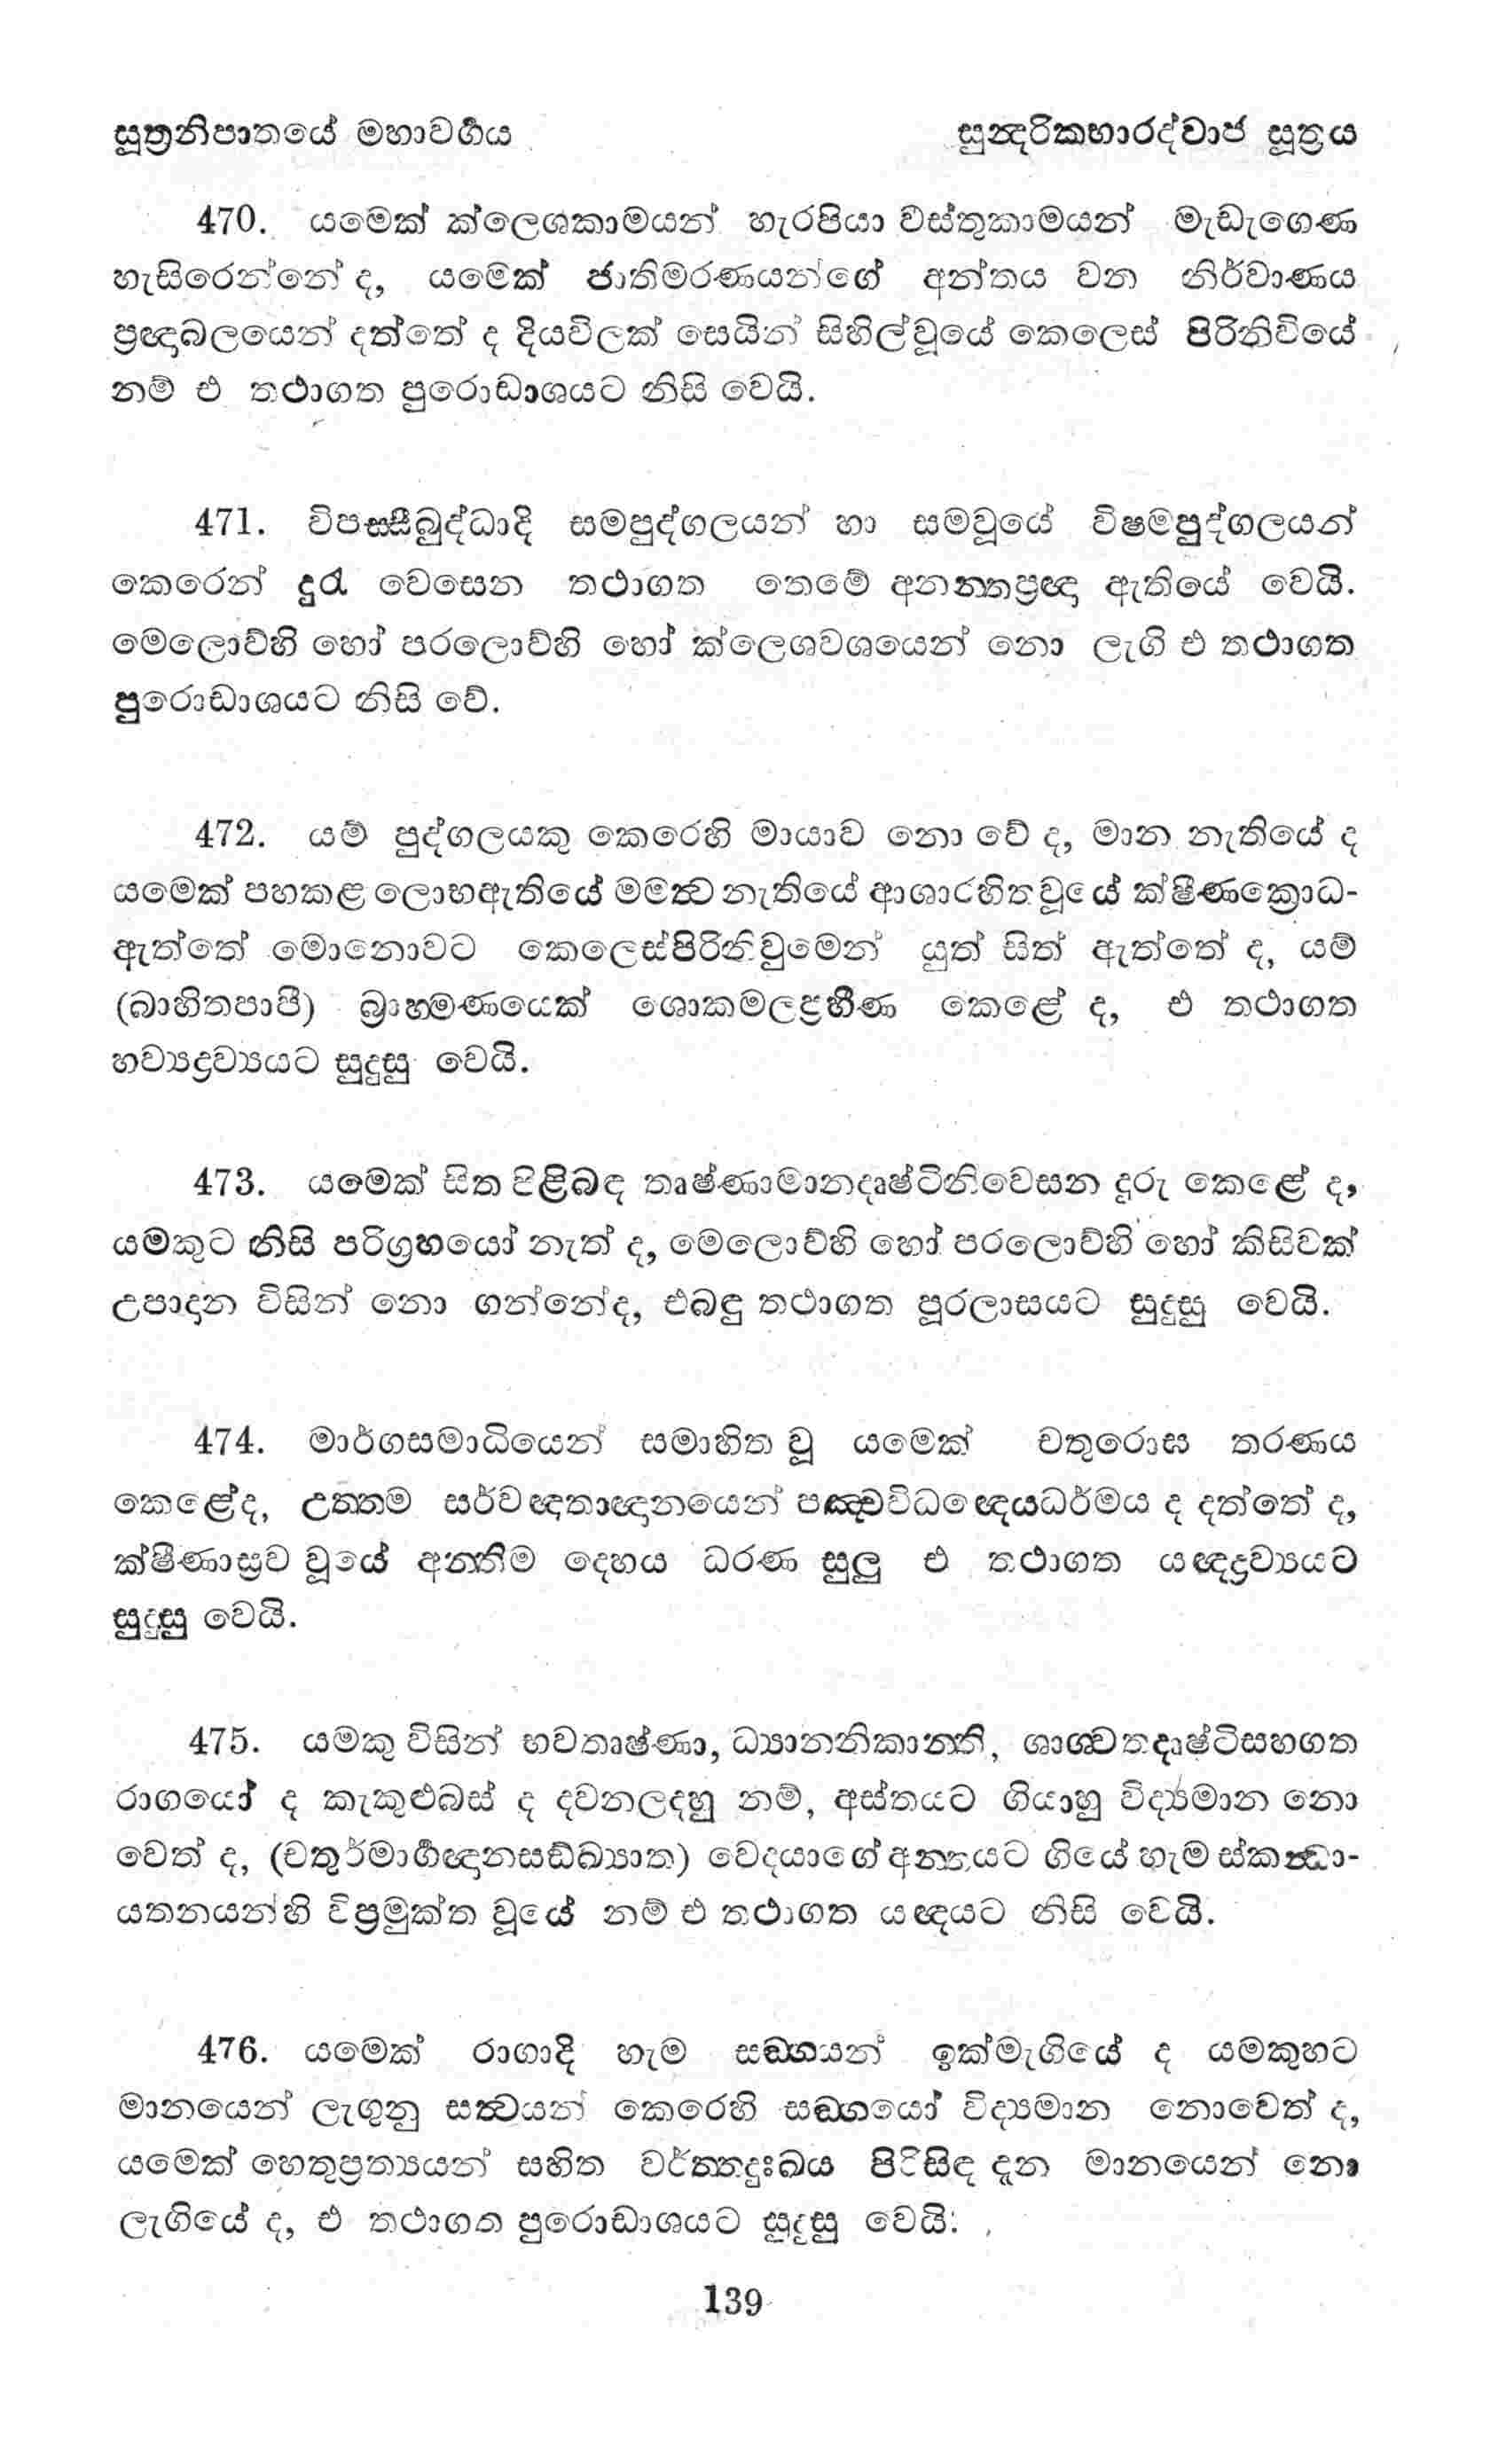 සූත්‍රනිපාතයේ මහාවර්‍ගය සුන්‍දරිකභාරද්වාජ සූත්‍රය
470. යමෙක් ක්ලෙශකාමයන් හැරපියා වස්තුකාමයන් මැඩැගෙණ
හැසිරෙන්නේ ද, යමෙක් ජාතිමරණයන්ගේ අන්තය වන නිර්වාණය
ප්‍රඥාබලයෙන් දත්තේ ද දියවිලක් සෙයින් සිහිල්වූයේ කෙලෙස් පිරිනිවියේ
නම් එ තථාගත පුරොඩාශයට නිසි වෙයි.
471. විපස්සීබුද්ධාදි සමපුද්ගලයන් හා සමවූයේ විෂමපුද්ගලයන්
කෙරෙන් දුරැ වෙසෙන තථාගත තෙමේ අනන්‍තප්‍රඥා ඇතියේ වෙයි.
මෙලොව්හි හෝ පරලොව්හි හෝ ක්ලෙශවශයෙන් නො ලැගි එ තථාගත
පුරොඩාශයට නිසි වේ.
472. යම් පුද්ගලයකු කෙරෙහි මායාව නො වේ ද, මාන නැතියේ ද
යමෙක් පහකළ ලොභඇතියේ මමත්‍ව නැතියේ ආශාරහිතවූයේ ක්ෂීණක්‍රොධ-
ඇත්තේ මොනොවට කෙලෙස්පිරිනිවුමෙන් යුත් සිත් ඇත්තේ ද, යම්
(බාහිතපාපී) බ්‍රාහ්මණයෙක් ශොකමලප්‍රහීණ කෙළේ ද, එ තථාගත
හව්‍යද්‍රව්‍යයට සුදුසු වෙයි.
473. යමෙක් සිත පිළිබඳ තෘෂ්ණාමානදෘෂ්ටිනිවෙසන දුරු කෙළේ ද,
යමකුට කිසි පරිග්‍රහයෝ නැත් ද, මෙලොව්හි හෝ පරලොව්හි හෝ කිසිවක්
උපාදාන විසින් නො ගන්නේද, එබඳු තථාගත පූරලාසයට සුදුසු වෙයි.
474. මාර්ගසමාධියෙන් සමාහිත වූ යමෙක් චතුරොඝ තරණය
කෙළේද, උත්‍තම සර්වඥතාඥානයෙන් පඤ්චවිධඥෙයධර්මය ද දත්තේ ද,
ක්ෂීණාස්‍රව වූයේ අන්‍තිම දෙහය ධරණ සුලු එ තථාගත යඥද්‍රව්‍යයට
සුදුසු වෙයි.
475. යමකු විසින් භවතෘෂ්ණා, ධ්‍යානනිකාන්‍ති, ශාශ්වතදෘෂ්ටිසහගත
රාගයෝ ද කැකුළුබස් ද දවනලදහු නම්, අස්තයට ගියාහු විද්‍යමාන නො
වෙත් ද, (චතුර්මාර්‍ගඥානසඞ්ඛ්‍යාත) වෙදයාගේ අන්‍තයට ගියේ හැම ස්කන්‍ධා-
යතනයන්හි විප්‍රමුක්ත වූයේ නම් එ තථාගත යඥයට නිසි වෙයි.
476. යමෙක් රාගාදි හැම සඞ්ගයන් ඉක්මැගියේ ද යමකුහට
මානයෙන් ලැගුනු සත්‍වයන් කෙරෙහි සඞ්ගයෝ විද්‍යමාන නොවෙත් ද,
යමෙක් හෙතුප්‍රත්‍යයන් සහිත වර්ත්‍තදුඃඛය පිරිසිඳ දැන මානයෙන් නො
ලැගියේ ද, එ තථාගත පුරොඩාශයට සුදුසු වෙයි.
139